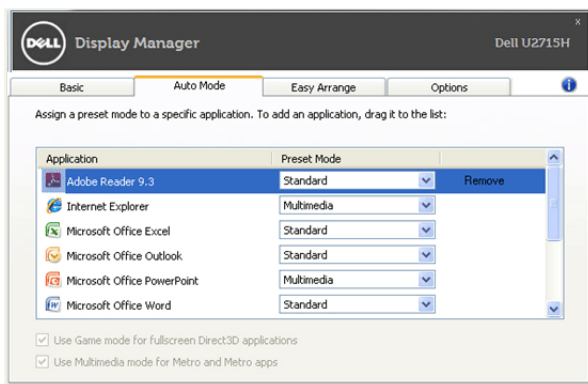 x
DELL Display Manager Dell U2715H
Basic Auto Mode Easy Arrange Options i
Assign a preset mode to a specific application. To add an application, drag it to the list:
Application Preset Mode
Adobe Reader 9.3 Standard Remove
Internet Explorer Multimedia
Microsoft Office Excel Standard
Microsoft Office Outlook Standard
Microsoft Office PowerPoint Multimedia
Microsoft Office Word Standard
Use Game mode for fullscreen Direct3D applications
Use Multimedia mode for Metro and Metro apps